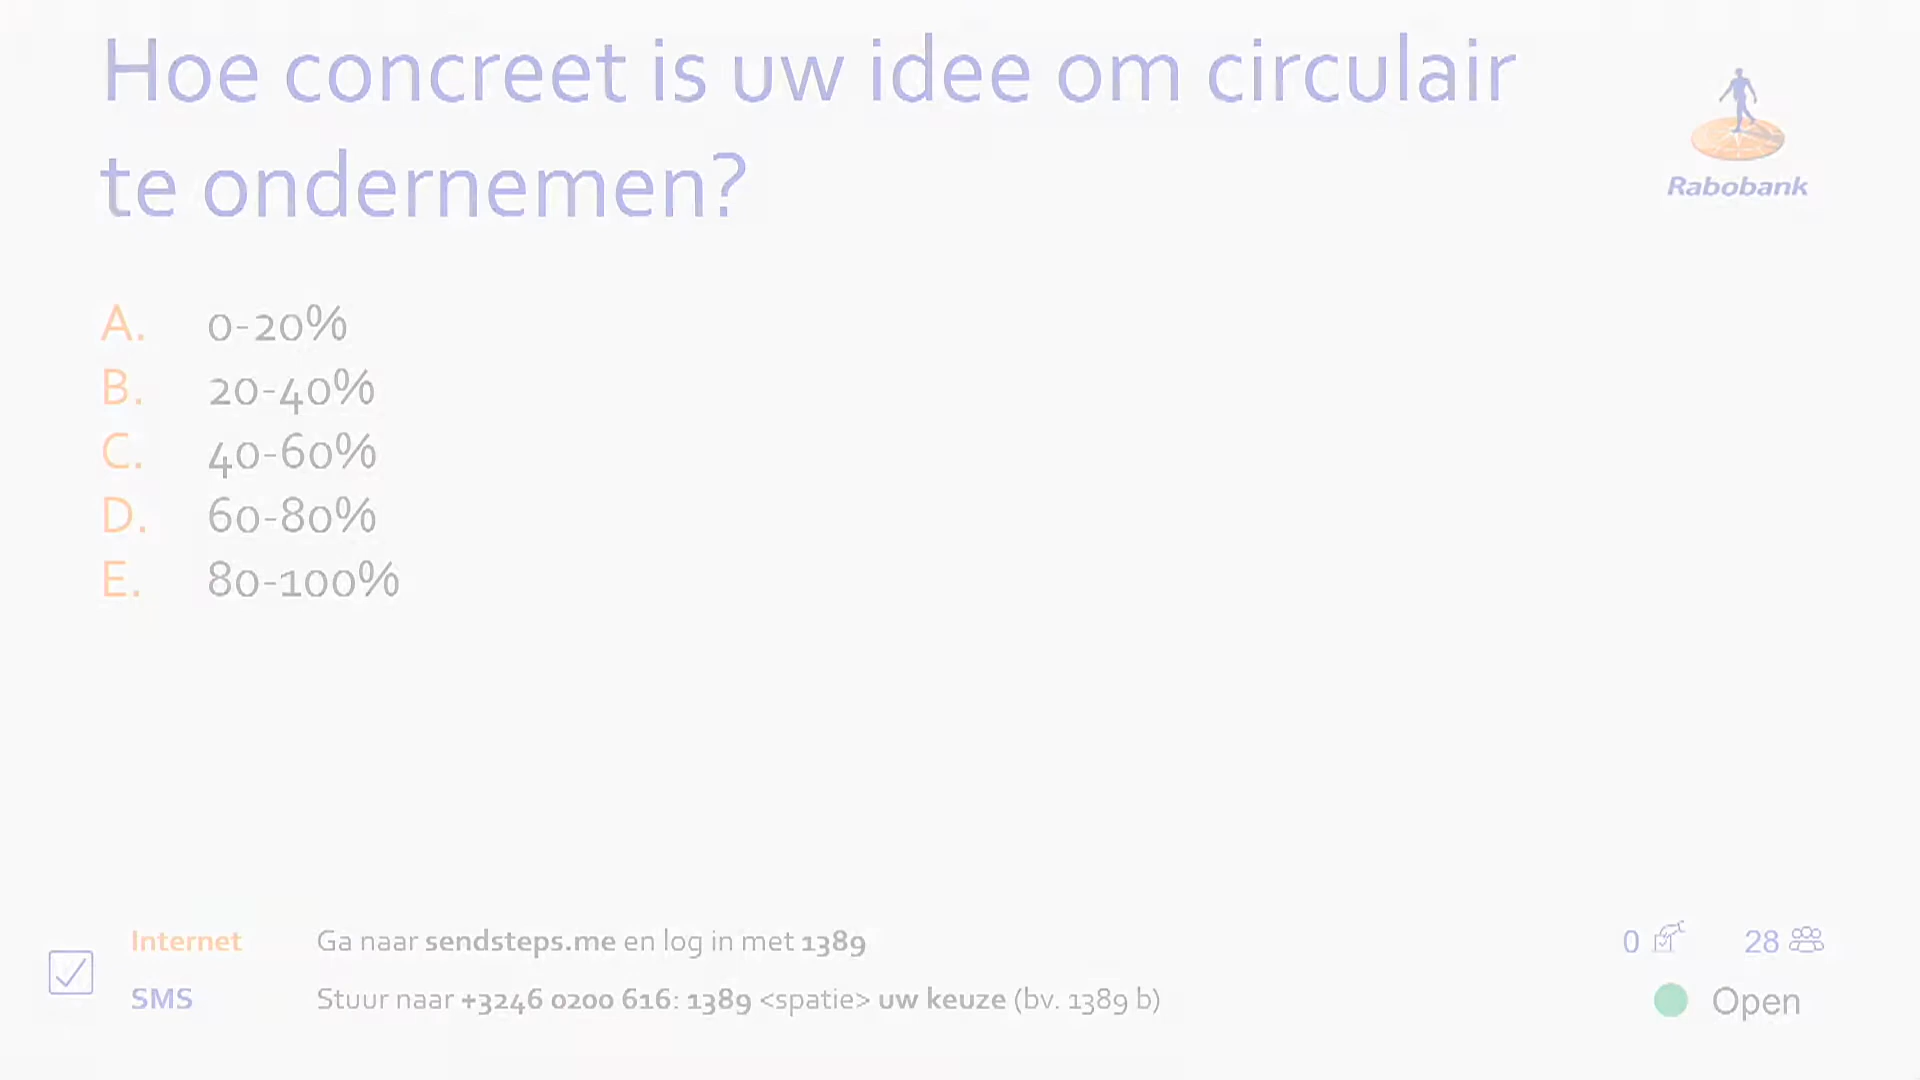 Hoe concreet is uw idee om circulair
te ondernemen?
Rabobank
A. 0-20%
B. 20-40%
C. 40-60%
D. 60-80%
E. 80-100%
Internet Ga naar sendsteps.me en log in met 1389
SMS Stuur naar +3246 0200 616: 1389 <spatie> uw keuze (bv. 1389 b)
0 28
Open